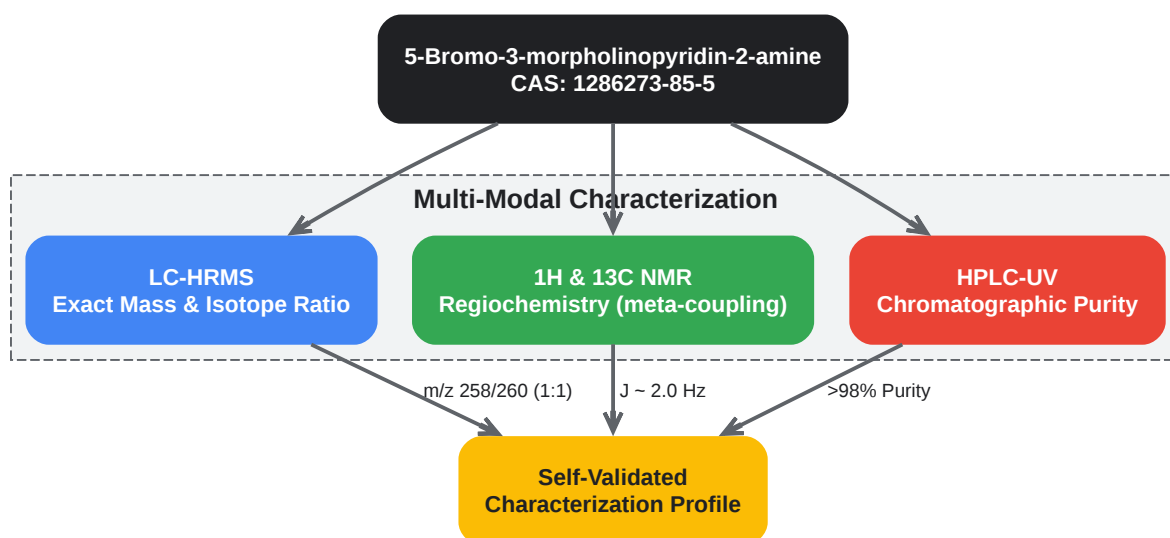 5-Bromo-3-morpholinopyridin-2-amine
CAS: 1286273-85-5
Multi-Modal Characterization
LC-HRMS
Exact Mass & Isotope Ratio
1H & 13C NMR
Regiochemistry (meta-coupling)
HPLC-UV
Chromatographic Purity
m/z 258/260 (1:1)
J ~ 2.0 Hz
>98% Purity
Self-Validated
Characterization Profile